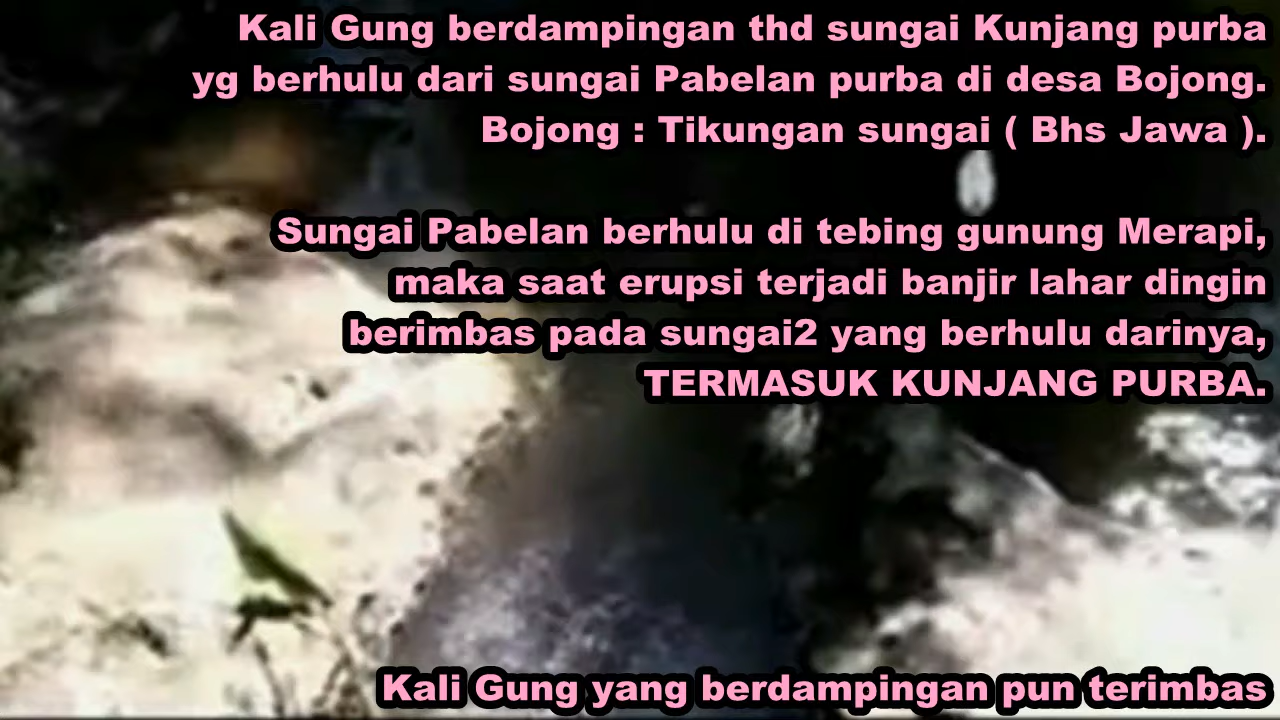 Kali Gung berdampingan thd sungai Kunjang purba
yg berhulu dari sungai Pabelan purba di desa Bojong.
Bojong : Tikungan sungai ( Bhs Jawa ).
Sungai Pabelan berhulu di tebing gunung Merapi,
maka saat erupsi terjadi banjir lahar dingin
berimbas pada sungai2 yang berhulu darinya,
TERMASUK KUNJANG PURBA.
Kali Gung yang berdampingan pun terimbas